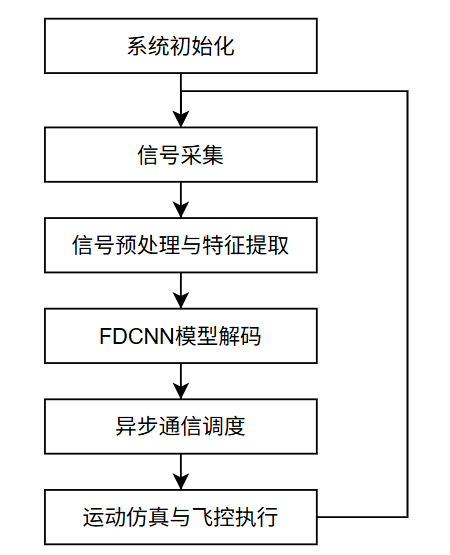 系统初始化
信号采集
信号预处理与特征提取
FDCNN模型解码
异步通信调度
运动仿真与飞控执行